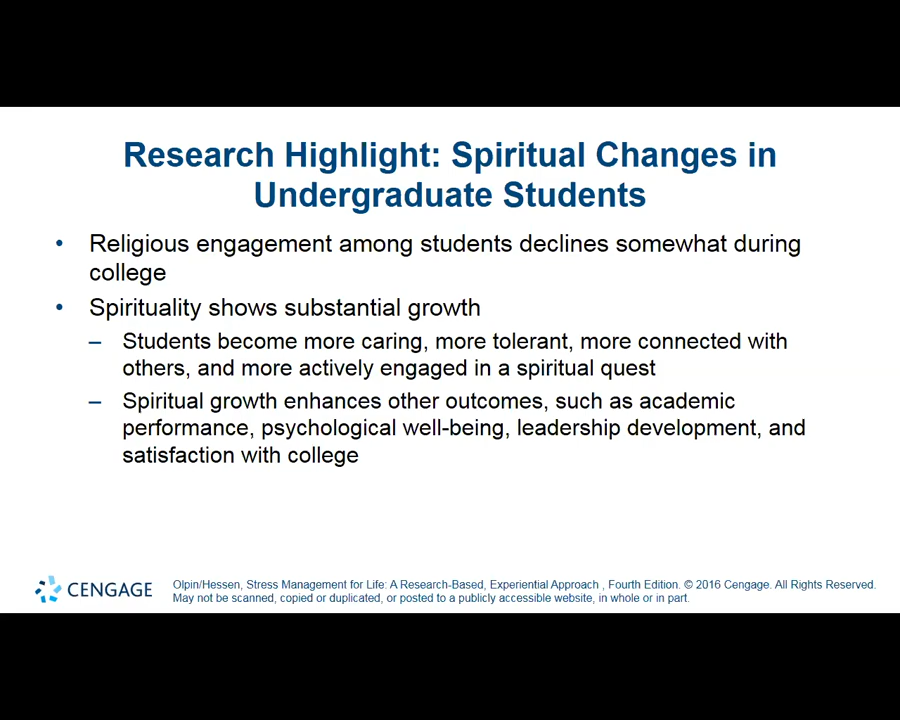 Research Highlight: Spiritual Changes in
Undergraduate Students
• Religious engagement among students declines somewhat during
college
• Spirituality shows substantial growth
– Students become more caring, more tolerant, more connected with
others, and more actively engaged in a spiritual quest
– Spiritual growth enhances other outcomes, such as academic
performance, psychological well-being, leadership development, and
satisfaction with college
CENGAGE
Olpin/Hessen, Stress Management for Life: A Research-Based, Experiential Approach , Fourth Edition. © 2016 Cengage. All Rights Reserved.
May not be scanned, copied or duplicated, or posted to a publicly accessible website, in whole or in part.